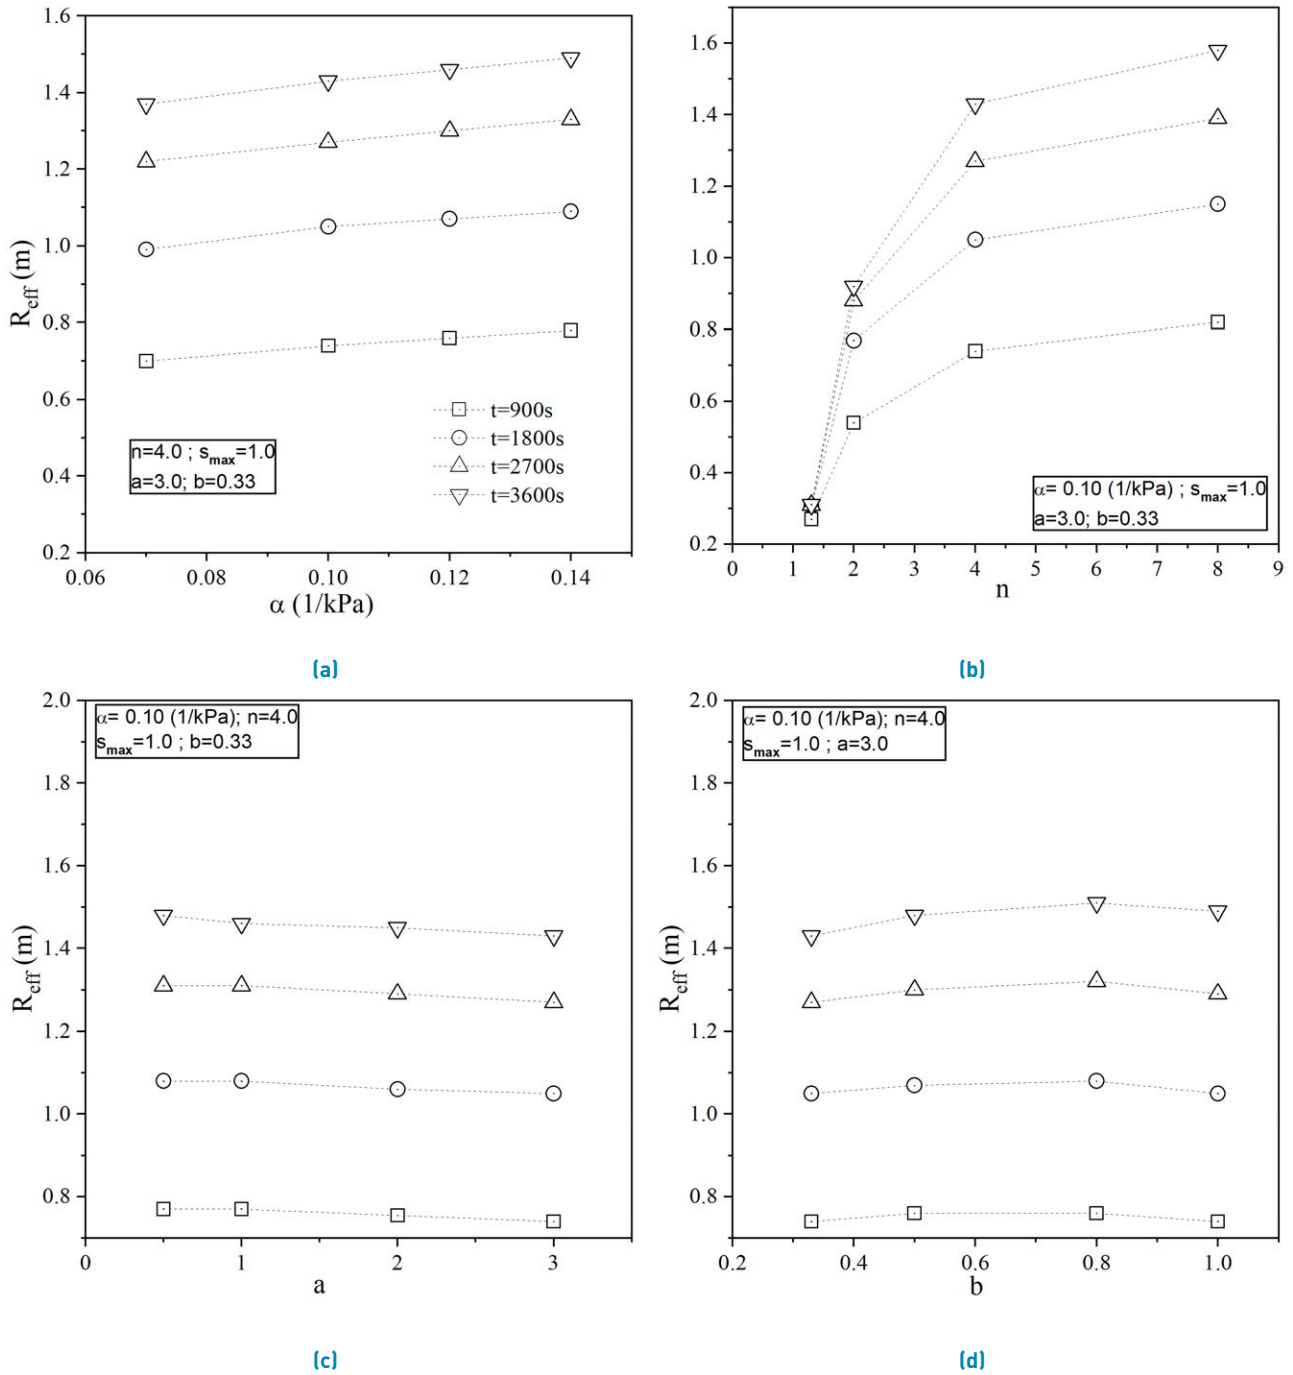 1.6
1.4
1.2
1.0
0.8
0.6
0.4
0.2
R_eff (m)
0.06 0.08 0.10 0.12 0.14
α (1/kPa)
t=900s
t=1800s
t=2700s
t=3600s
n=4.0 ; s_max=1.0
a=3.0; b=0.33
(a)
1.6
1.4
1.2
1.0
0.8
0.6
0.4
0.2
0 1 2 3 4 5 6 7 8 9
n
α= 0.10 (1/kPa) ; s_max=1.0
a=3.0; b=0.33
(b)
2.0
1.8
1.6
1.4
1.2
1.0
0.8
R_eff (m)
0 1 2 3
a
α= 0.10 (1/kPa); n=4.0
s_max=1.0 ; b=0.33
(c)
2.0
1.8
1.6
1.4
1.2
1.0
0.8
R_eff (m)
0.2 0.4 0.6 0.8 1.0
b
α= 0.10 (1/kPa); n=4.0
s_max=1.0 ; a=3.0
(d)